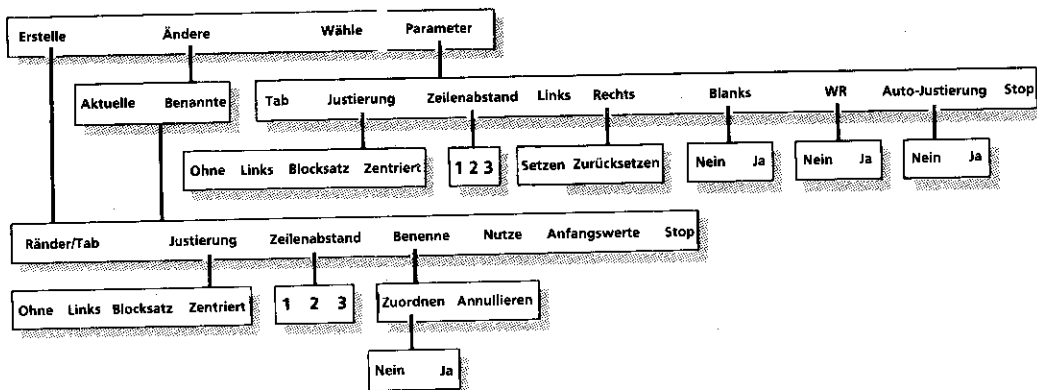 Erstelle Ändere Wähle Parameter
Aktuelle Benannte
Tab Justierung Zeilenabstand Links Rechts Blanks WR Auto-Justierung Stop
Ohne Links Blocksatz Zentriert
1 2 3
Setzen Zurücksetzen
Nein Ja
Nein Ja
Nein Ja
Ränder/Tab Justierung Zeilenabstand Benenne Nutze Anfangswerte Stop
Ohne Links Blocksatz Zentriert
1 2 3
Zuordnen Annullieren
Nein Ja